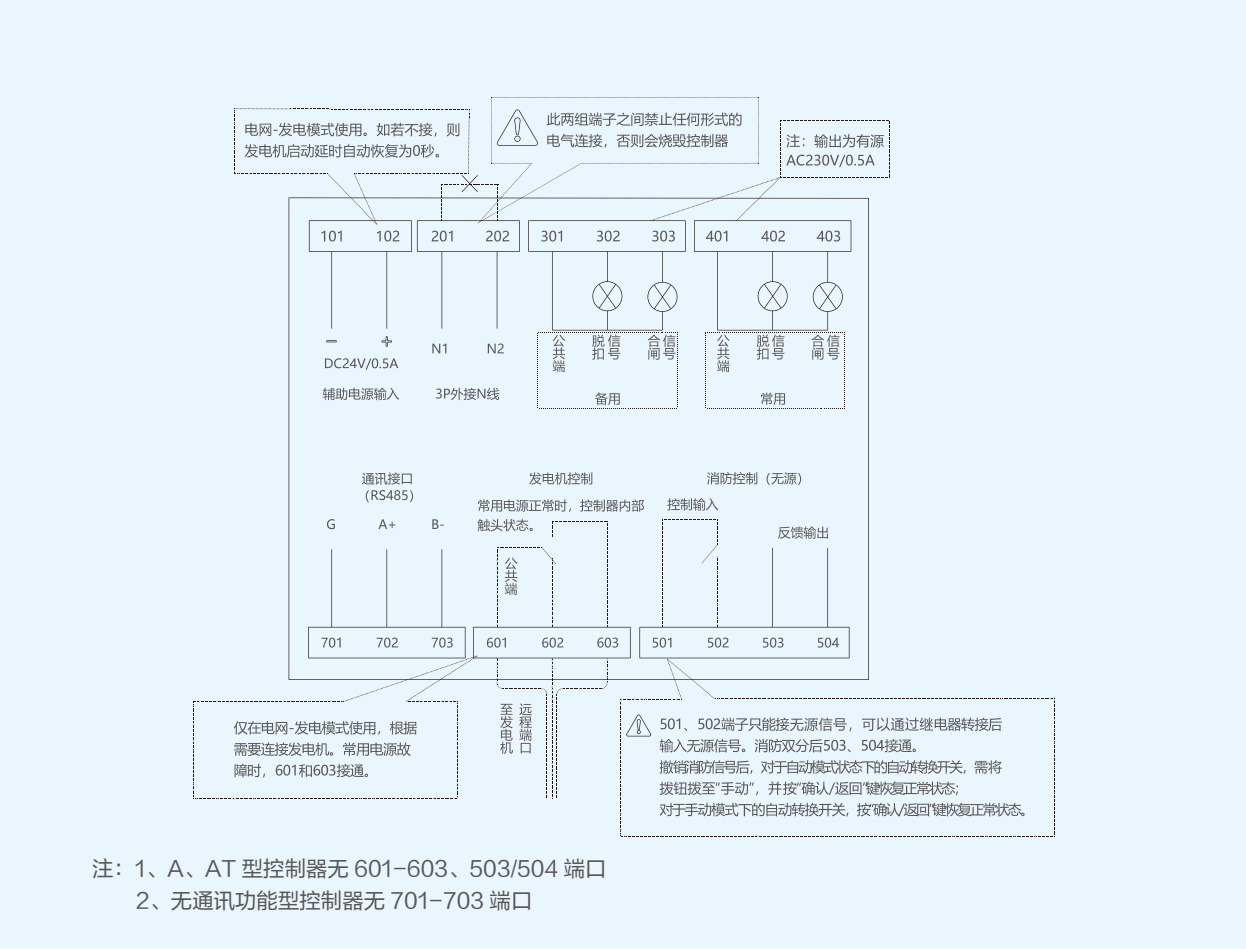 电网-发电模式使用。如若不接，则
发电机启动延时自动恢复为0秒。
此两组端子之间禁止任何形式的
电气连接，否则会烧毁控制器
注：输出为有源
AC230V/0.5A
101 102 201 202 301 302 303 401 402 403
－ ＋
DC24V/0.5A
辅助电源输入
N1 N2
3P外接N线
公共端 脱扣信号 合闸信号
备用
公共端 脱扣信号 合闸信号
常用
通讯接口
（RS485）
G A+ B-
发电机控制
常用电源正常时，控制器内部
触头状态。
公共端
消防控制（无源）
控制输入
反馈输出
701 702 703 601 602 603 501 502 503 504
至发电机
远程端口
仅在电网-发电模式使用，根据
需要连接发电机。常用电源故
障时，601和603接通。
501、502端子只能接无源信号，可以通过继电器转接后
输入无源信号。消防双分后503、504接通。
撤销消防信号后，对于自动模式状态下的自动转换开关，需将
拨钮拨至“手动”，并按“确认/返回”键恢复正常状态；
对于手动模式下的自动转换开关，按“确认/返回”键恢复正常状态。
注：1、A、AT 型控制器无 601-603、503/504 端口
2、无通讯功能型控制器无 701-703 端口